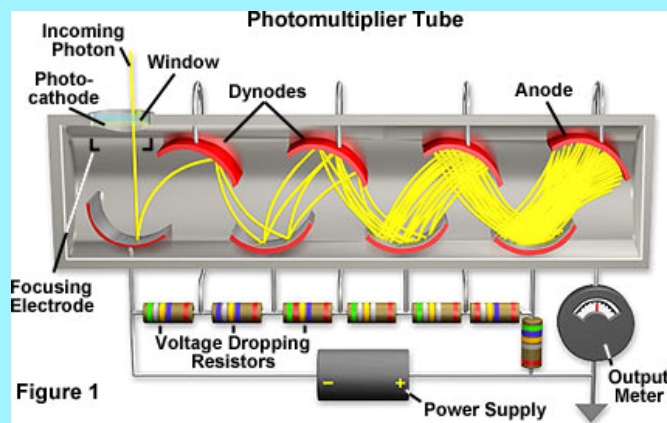 Photomultiplier Tube
Incoming
Photon
Window
Photo-
cathode
Dynodes
Anode
Focusing
Electrode
Voltage Dropping
Resistors
Output
Meter
Figure 1
–
+
Power Supply